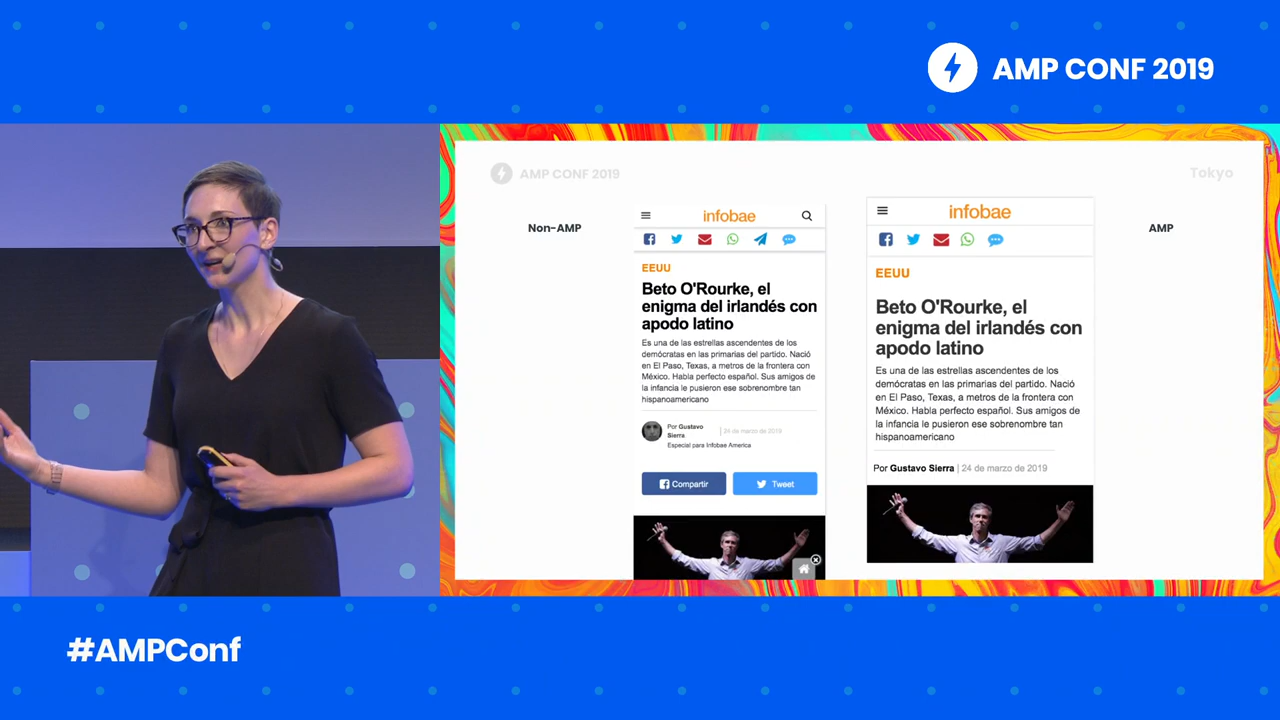 AMP CONF 2019
AMP CONF 2019
Tokyo
Non-AMP
infobae
EEUU
Beto O'Rourke, el
enigma del irlandés con
apodo latino
Es una de las estrellas ascendentes de los
demócratas en las primarias del partido. Nació
en El Paso, Texas, a metros de la frontera con
México. Habla perfecto español. Sus amigos de
la infancia le pusieron ese sobrenombre tan
hispanoamericano
Por Gustavo
Sierra
| 24 de marzo de 2019
Especial para Infobae America
Compartir
Tweet
infobae
EEUU
Beto O'Rourke, el
enigma del irlandés con
apodo latino
Es una de las estrellas ascendentes de los
demócratas en las primarias del partido. Nació
en El Paso, Texas, a metros de la frontera con
México. Habla perfecto español. Sus amigos de
la infancia le pusieron ese sobrenombre tan
hispanoamericano
Por Gustavo Sierra | 24 de marzo de 2019
AMP
#AMPConf